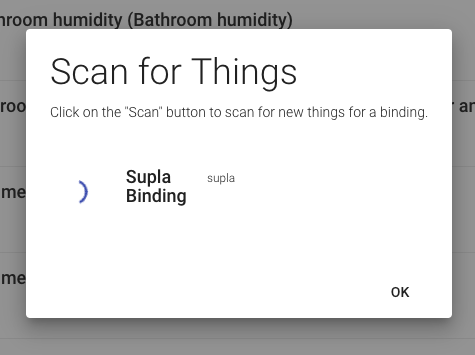 hroom humidity (Bathroom humidity)
Scan for Things
Click on the "Scan" button to scan for new things for a binding.
Supla supla
Binding
OK